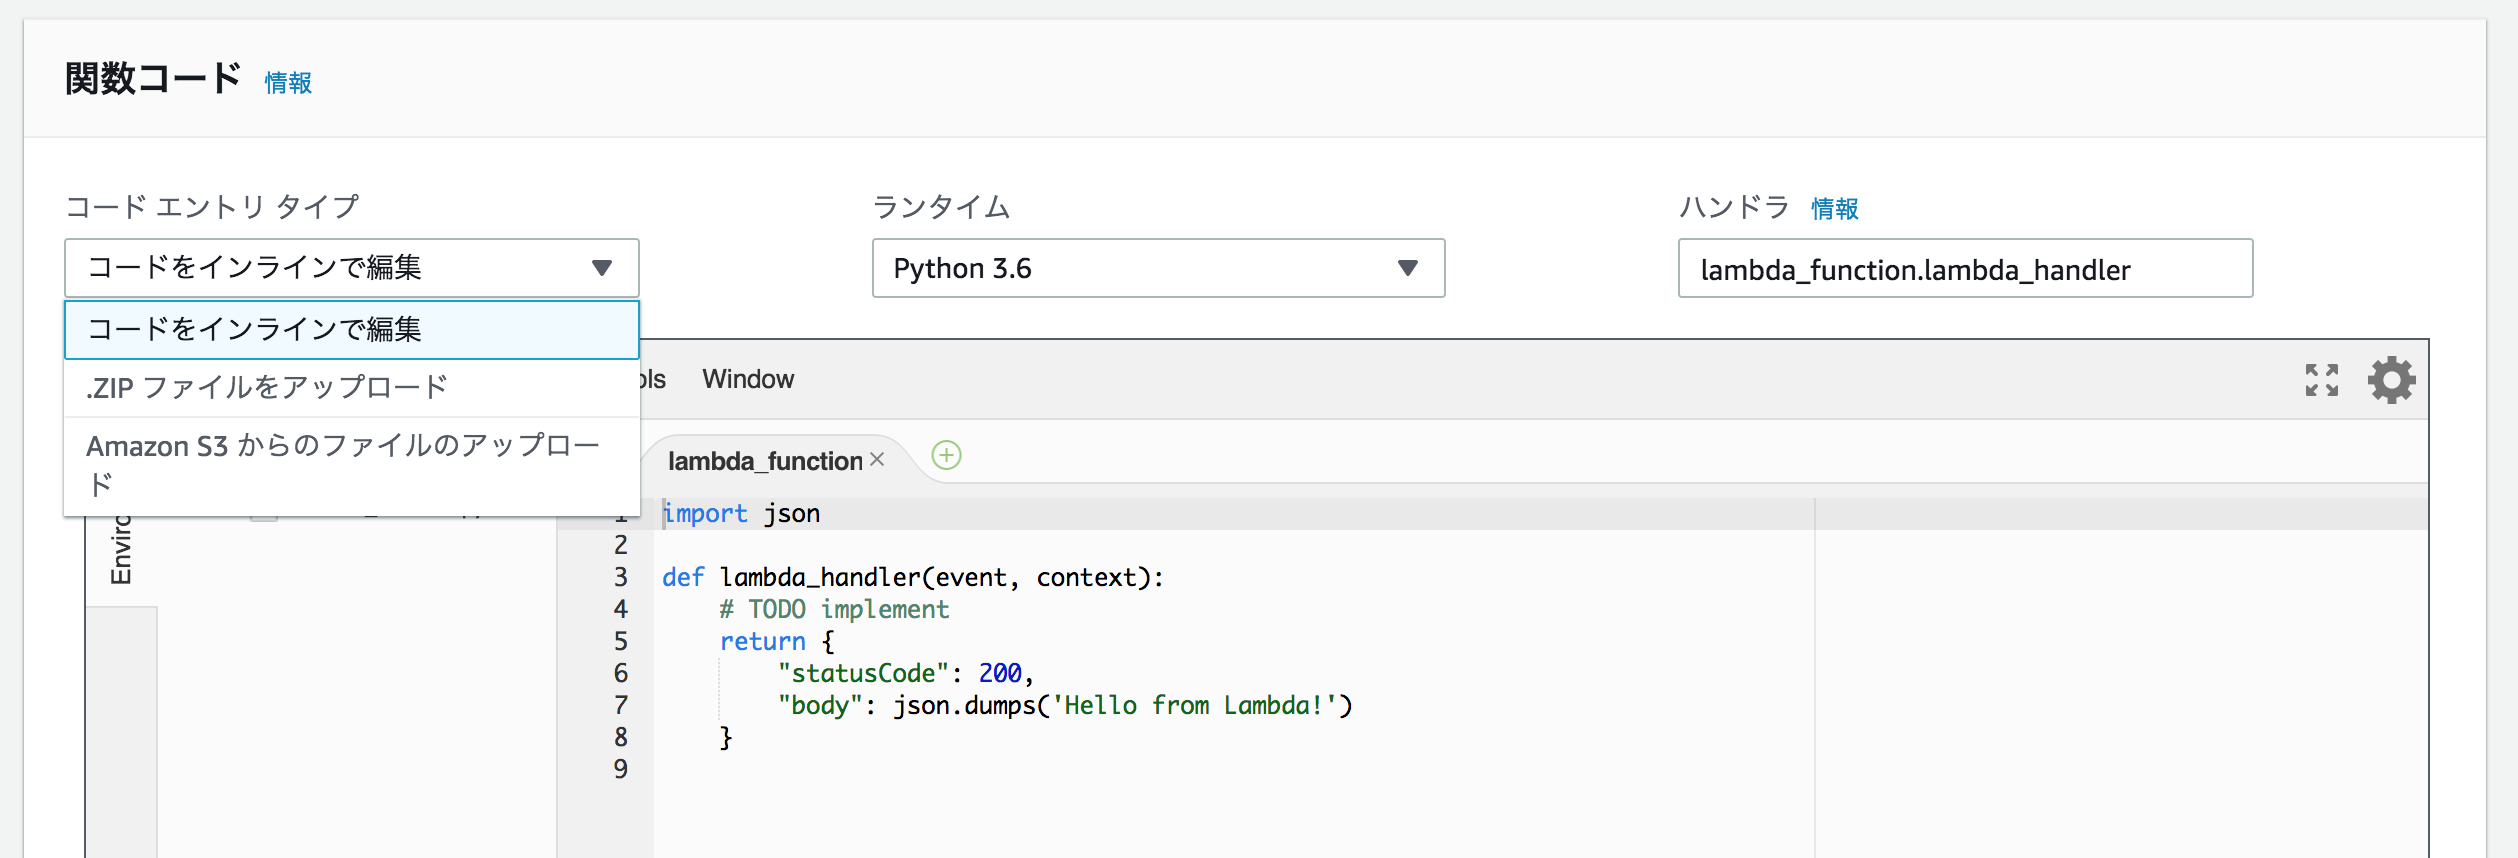 関数コード 情報
コード エントリ タイプ
ランタイム
ハンドラ 情報
コードをインラインで編集
Python 3.6
lambda_function.lambda_handler
コードをインラインで編集
.ZIP ファイルをアップロード
Amazon S3 からのファイルのアップロー
ド
Window
lambda_function
1 import json
2
3 def lambda_handler(event, context):
4 # TODO implement
5 return {
6 "statusCode": 200,
7 "body": json.dumps('Hello from Lambda!')
8 }
9